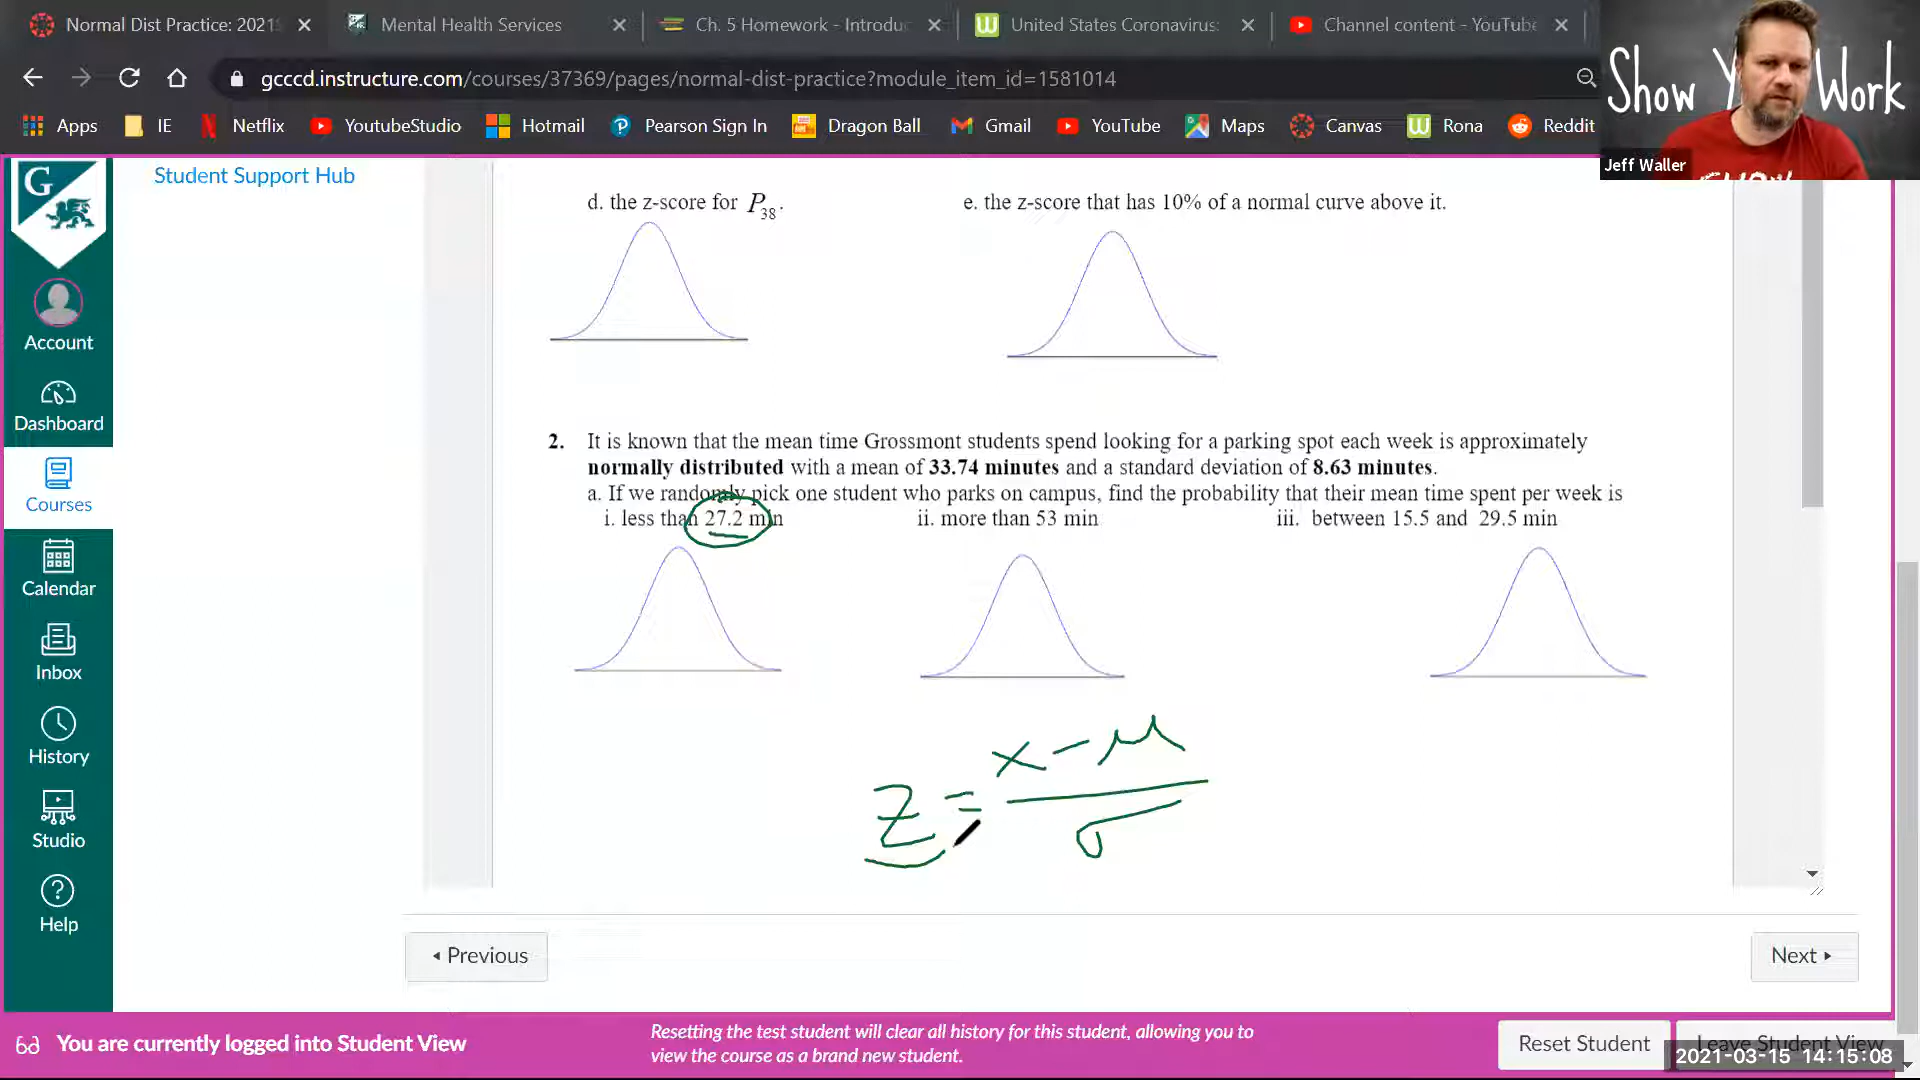 Normal Dist Practice: 2021S
Mental Health Services
Ch. 5 Homework - Introduc
United States Coronavirus:
Channel content - YouTube
gcccd.instructure.com/courses/37369/pages/normal-dist-practice?module_item_id=1581014
Apps
IE
Netflix
YoutubeStudio
Hotmail
Pearson Sign In
Dragon Ball
Gmail
YouTube
Maps
Canvas
Rona
Reddit
Show Y Work
Jeff Waller
G
Account
Dashboard
Courses
Calendar
Inbox
History
Studio
Help
Student Support Hub
d. the z-score for P38.
e. the z-score that has 10% of a normal curve above it.
2. It is known that the mean time Grossmont students spend looking for a parking spot each week is approximately
normally distributed with a mean of 33.74 minutes and a standard deviation of 8.63 minutes.
a. If we randomly pick one student who parks on campus, find the probability that their mean time spent per week is
i. less than 27.2 min
ii. more than 53 min
iii. between 15.5 and 29.5 min
x - μ
z =
σ
Previous
Next
You are currently logged into Student View
Resetting the test student will clear all history for this student, allowing you to
view the course as a brand new student.
Reset Student
Leave Student View
2021-03-15 14:15:08